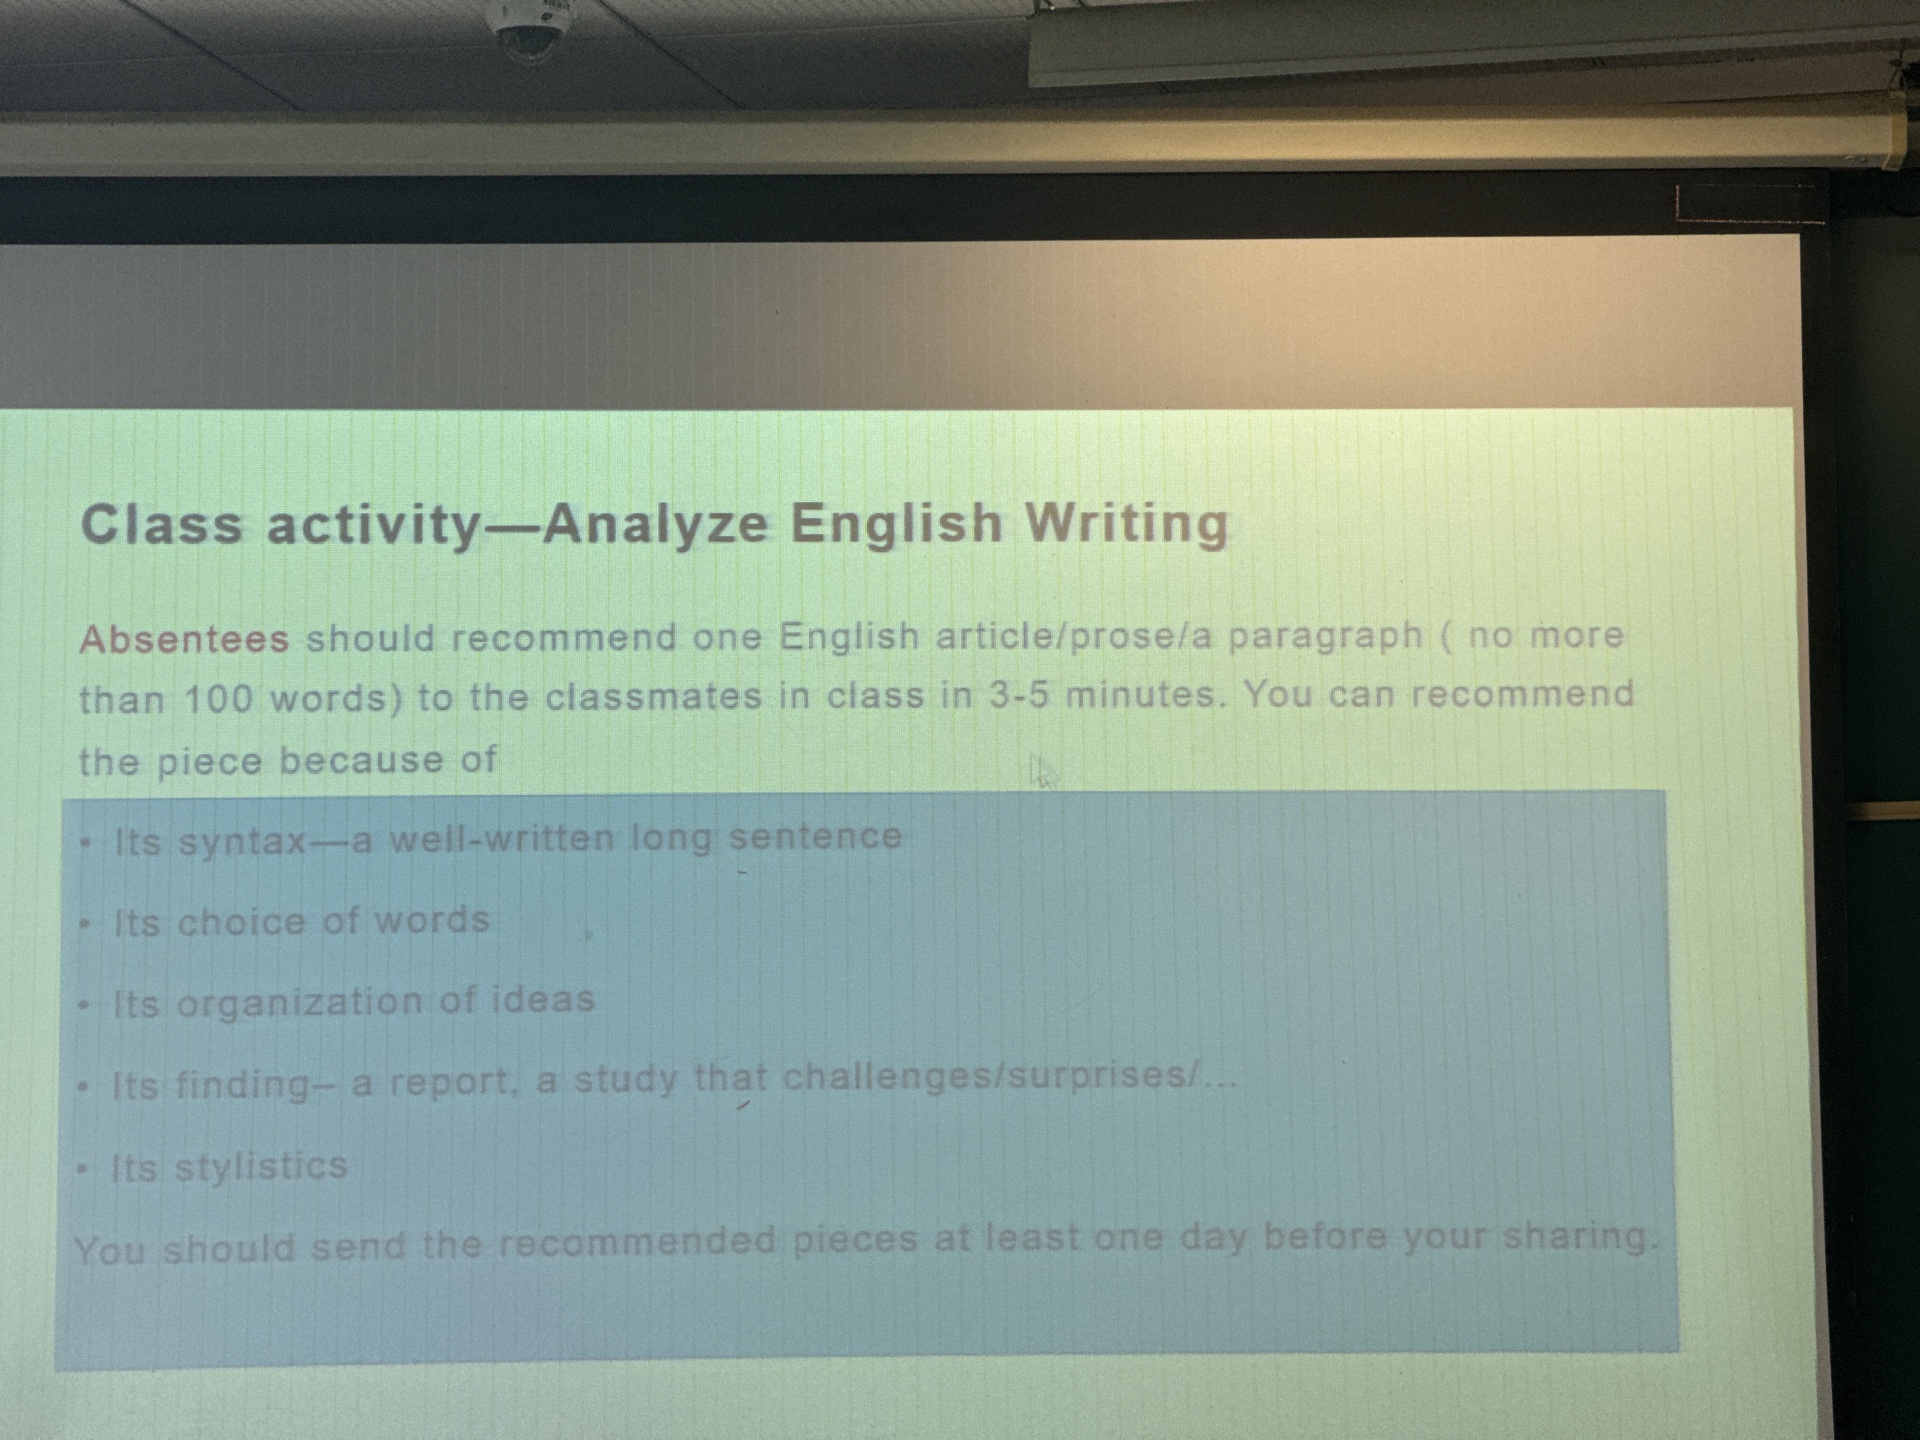 Class activity—Analyze English Writing
Absentees should recommend one English article/prose/a paragraph ( no more
than 100 words) to the classmates in class in 3-5 minutes. You can recommend
the piece because of
• Its syntax—a well-written long sentence
• Its choice of words
• Its organization of ideas
• Its finding– a report, a study that challenges/surprises/...
• Its stylistics
You should send the recommended pieces at least one day before your sharing.